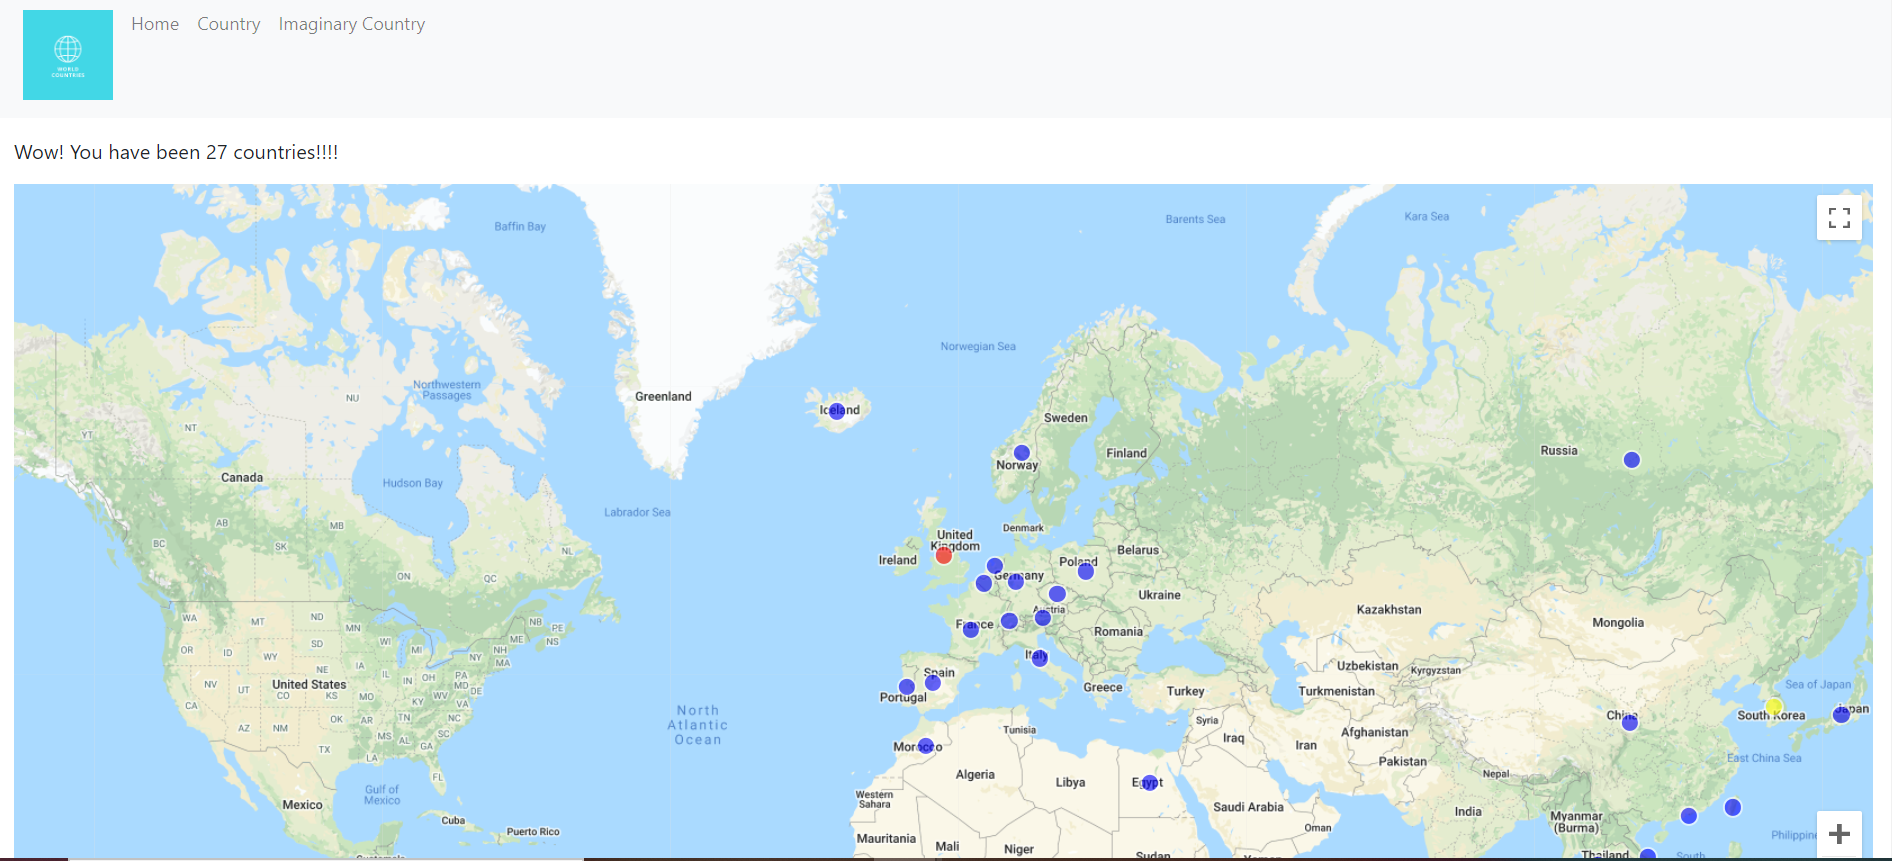 Home Country Imaginary Country
WORLD
COUNTRIES
Wow! You have been 27 countries!!!!
Baffin Bay
Barents Sea
Kara Sea
Norwegian Sea
Northwestern
Passages
NU
Greenland
Iceland
Sweden
NT
YT
Finland
Norway
Russia
Canada
Hudson Bay
Labrador Sea
AB
MB
Denmark
BC
SK
United
Kingdom
Ireland
NL
Belarus
Poland
Germany
ON
QC
Ukraine
Kazakhstan
Austria
WA
MT
ND
MN
NB
PE
NS
France
Romania
Mongolia
OR
ID
WY
SD
WI
MI
ME
NH
MA
NY
Italy
Uzbekistan
Kyrgyzstan
NE
IA
IL
IN
OH
PA
MD
DE
Spain
Portugal
Greece
Turkey
Turkmenistan
Sea of Japan
NV
UT
United States
CO
KS
MO
KY
WV
VA
CA
AZ
NM
OK
AR
TN
NC
SC
North
Atlantic
Ocean
China
South Korea
Japan
Syria
Tunisia
Iraq
Iran
Afghanistan
Morocco
TX
MS
AL
GA
LA
FL
Pakistan
East China Sea
Algeria
Libya
Egypt
Nepal
Gulf of
Mexico
Mexico
Western
Sahara
Saudi Arabia
India
Myanmar
(Burma)
Cuba
Puerto Rico
Oman
Mauritania
Mali
Niger
Sudan
Yemen
Thailand
South
Guatemala